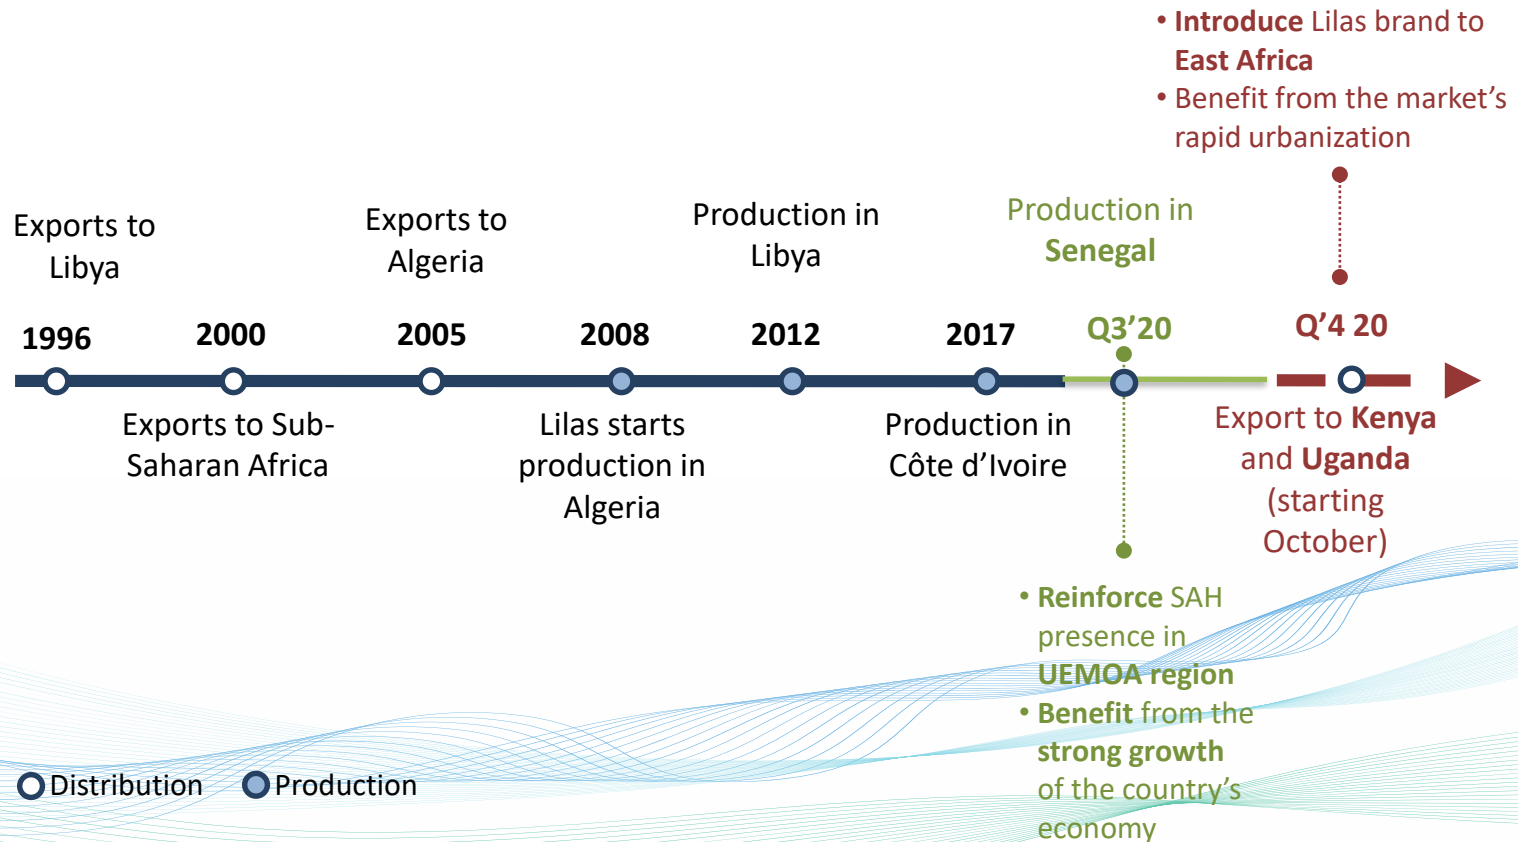 • Introduce Lilas brand to
East Africa
• Benefit from the market’s
rapid urbanization
Exports to
Libya
Exports to
Algeria
Production in
Libya
Production in
Senegal
1996
2000
2005
2008
2012
2017
Q3’20
Q’4 20
Exports to Sub-
Saharan Africa
Lilas starts
production in
Algeria
Production in
Côte d’Ivoire
Export to Kenya
and Uganda
(starting
October)
• Reinforce SAH
presence in
UEMOA region
• Benefit from the
strong growth
of the country’s
economy
Distribution
Production